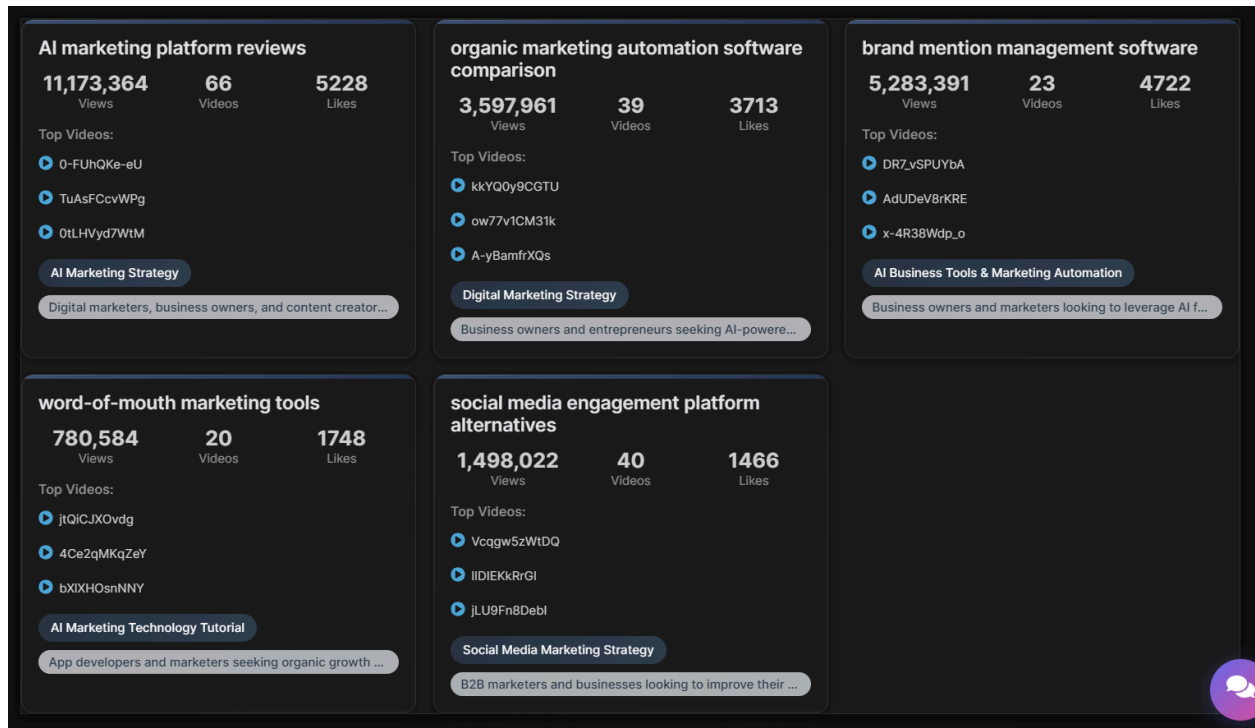 AI marketing platform reviews
11,173,364 66 5228
Views Videos Likes
Top Videos:
0-FUhQKe-eU
TuAsFCcvWPg
0tLHVyd7WtM
AI Marketing Strategy
Digital marketers, business owners, and content creator...
organic marketing automation software
comparison
3,597,961 39 3713
Views Videos Likes
Top Videos:
kkYQ0y9CGTU
ow77v1CM31k
A-yBamfrXQs
Digital Marketing Strategy
Business owners and entrepreneurs seeking AI-powere...
brand mention management software
5,283,391 23 4722
Views Videos Likes
Top Videos:
DR7_vSPUYbA
AdUDeV8rKRE
x-4R38Wdp_o
AI Business Tools & Marketing Automation
Business owners and marketers looking to leverage AI f...
word-of-mouth marketing tools
780,584 20 1748
Views Videos Likes
Top Videos:
jtQiCJXOvdg
4Ce2qMKqZeY
bXlXHOsnNNY
AI Marketing Technology Tutorial
App developers and marketers seeking organic growth ...
social media engagement platform
alternatives
1,498,022 40 1466
Views Videos Likes
Top Videos:
Vcqgw5zWtDQ
IlDIEKkRrGI
jLU9Fn8DebI
Social Media Marketing Strategy
B2B marketers and businesses looking to improve their ...